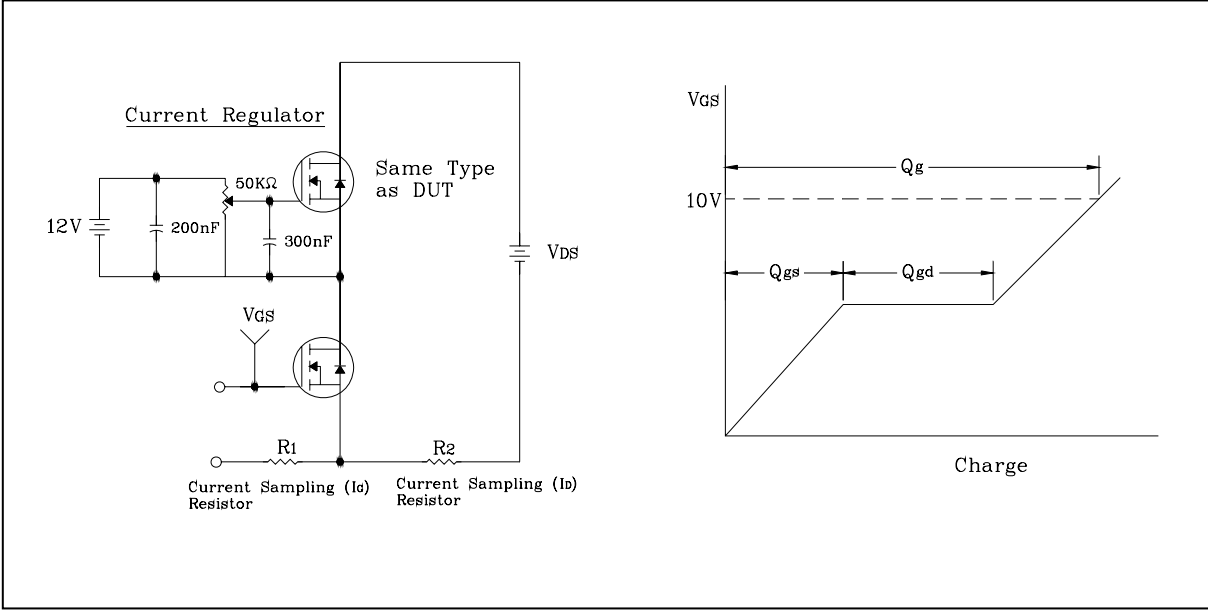 Current Regulator
Same Type
as DUT
50KΩ
12V
200nF
300nF
VDS
VGS
R1
R2
Current Sampling (IG)
Resistor
Current Sampling (ID)
Resistor
VGS
Qg
10V
Qgs
Qgd
Charge